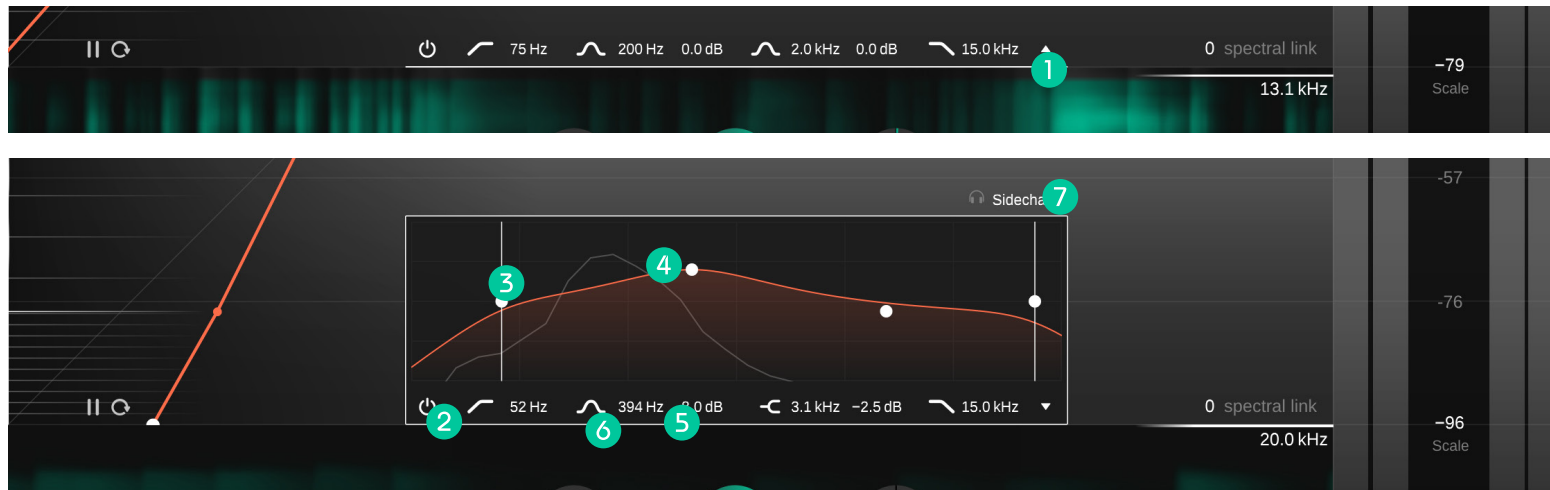 75 Hz 200 Hz 0.0 dB 2.0 kHz 0.0 dB 15.0 kHz 0 spectral link
1
-79
Scale
13.1 kHz
-57
7
4
3
-76
52 Hz 394 Hz dB 3.1 kHz -2.5 dB 15.0 kHz 0 spectral link
2 6 5
-96
Scale
20.0 kHz